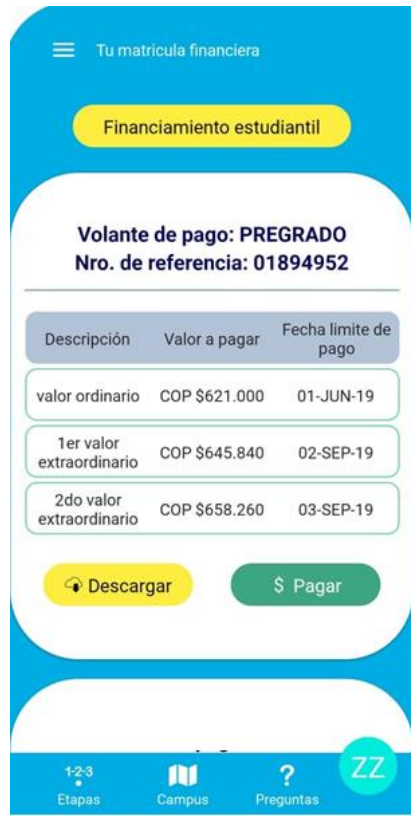 Tu matricula financiera
Financiamiento estudiantil
Volante de pago: PREGRADO
Nro. de referencia: 01894952
Descripción Valor a pagar Fecha limite de pago
valor ordinario COP $621.000 01-JUN-19
1er valor extraordinario COP $645.840 02-SEP-19
2do valor extraordinario COP $658.260 03-SEP-19
Descargar $ Pagar
1-2-3 ? ZZ
Etapas Campus Preguntas